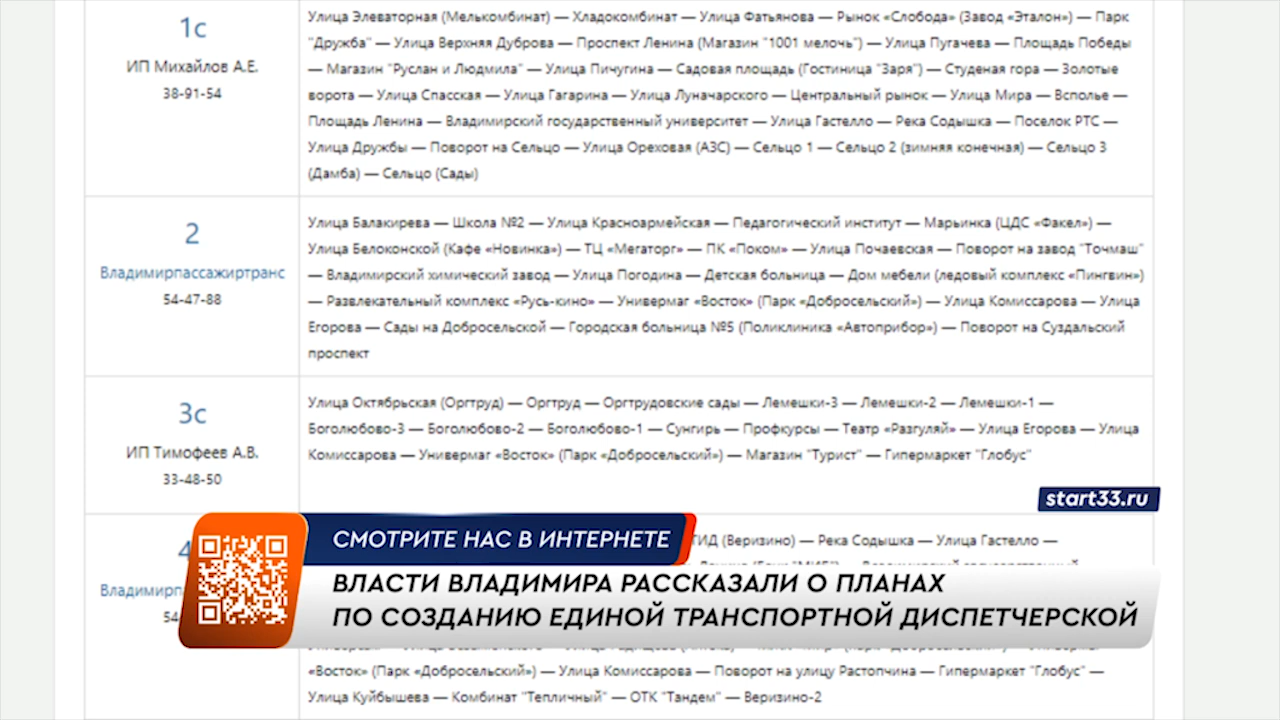 1с
ИП Михайлов А.Е.
38-91-54
Улица Элеваторная (Мелькомбинат) — Хладокомбинат — Улица Фатьянова — Рынок «Слобода» (Завод «Эталон») — Парк
"Дружба" — Улица Верхняя Дуброва — Проспект Ленина (Магазин "1001 мелочь") — Улица Пугачева — Площадь Победы
— Магазин "Руслан и Людмила" — Улица Пичугина — Садовая площадь (Гостиница "Заря") — Студеная гора — Золотые
ворота — Улица Спасская — Улица Гагарина — Улица Луначарского — Центральный рынок — Улица Мира — Всполье —
Площадь Ленина — Владимирский государственный университет — Улица Гастелло — Река Содышка — Поселок РТС —
Улица Дружбы — Поворот на Сельцо — Улица Ореховая (АЗС) — Сельцо 1 — Сельцо 2 (зимняя конечная) — Сельцо 3
(Дамба) — Сельцо (Сады)
2
Владимирпассажиртранс
54-47-88
Улица Балакирева — Школа №2 — Улица Красноармейская — Педагогический институт — Марьинка (ЦДС «Факел») —
Улица Белоконской (Кафе «Новинка») — ТЦ «Мегаторг» — ПК «Поком» — Улица Почаевская — Поворот на завод "Точмаш"
— Владимирский химический завод — Улица Погодина — Детская больница — Дом мебели (ледовый комплекс «Пингвин»)
— Развлекательный комплекс «Русь-кино» — Универмаг «Восток» (Парк «Добросельский») — Улица Комиссарова — Улица
Егорова — Сады на Добросельской — Городская больница №5 (Поликлиника «Автоприбор») — Поворот на Суздальский
проспект
3с
ИП Тимофеев А.В.
33-48-50
Улица Октябрьская (Оргтруд) — Оргтруд — Оргтрудовские сады — Лемешки-3 — Лемешки-2 — Лемешки-1 —
Боголюбово-3 — Боголюбово-2 — Боголюбово-1 — Сунгирь — Профкурсы — Театр «Разгуляй» — Улица Егорова — Улица
Комиссарова — Универмаг «Восток» (Парк «Добросельский») — Магазин "Турист" — Гипермаркет "Глобус"
start33.ru
4
Владимирп
54
(Веризино) — Река Содышка — Улица Гастелло —
СМОТРИТЕ НАС В ИНТЕРНЕТЕ
ВЛАСТИ ВЛАДИМИРА РАССКАЗАЛИ О ПЛАНАХ
ПО СОЗДАНИЮ ЕДИНОЙ ТРАНСПОРТНОЙ ДИСПЕТЧЕРСКОЙ
«Восток» (Парк «Добросельский») — Улица Комиссарова — Поворот на улицу Растопчина — Гипермаркет "Глобус" —
Улица Куйбышева — Комбинат "Тепличный" — ОТК "Тандем" — Веризино-2